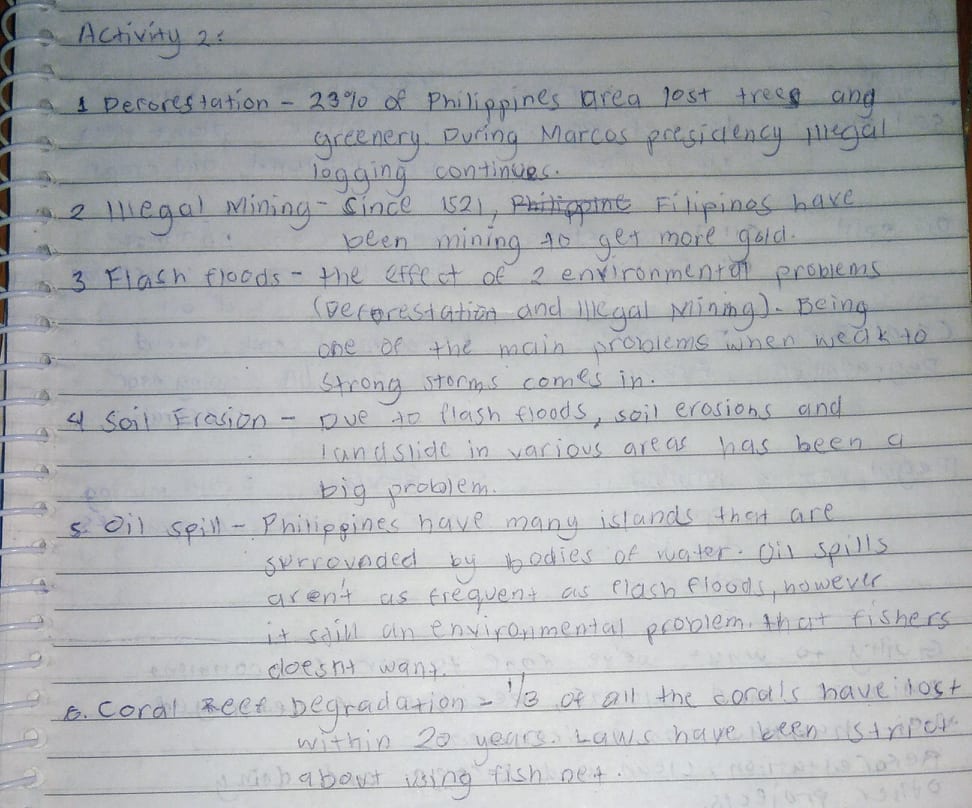 Activity 2:
1 Deforestation - 23% of Philippines area lost trees and
greenery. During Marcos presidency illegal
logging continues.
2 Illegal Mining - Since 1521, Philippine Filipinos have
been mining to get more gold.
3 Flash floods - the effect of 2 environmental problems
(Deforestation and Illegal Mining). Being
one of the main problems when weak to
strong storms comes in.
4 Soil Erosion - Due to flash floods, soil erosions and
landslide in various areas has been a
big problem.
5. Oil spill - Philippines have many islands that are
surrounded by bodies of water. Oil spills
aren't as frequent as flash floods, however
it still an environmental problem that fishers
doesnt want.
6. Coral Reef Degradation - 1/3 of all the corals have lost
within 20 years. Laws have been strict
about using fish net.